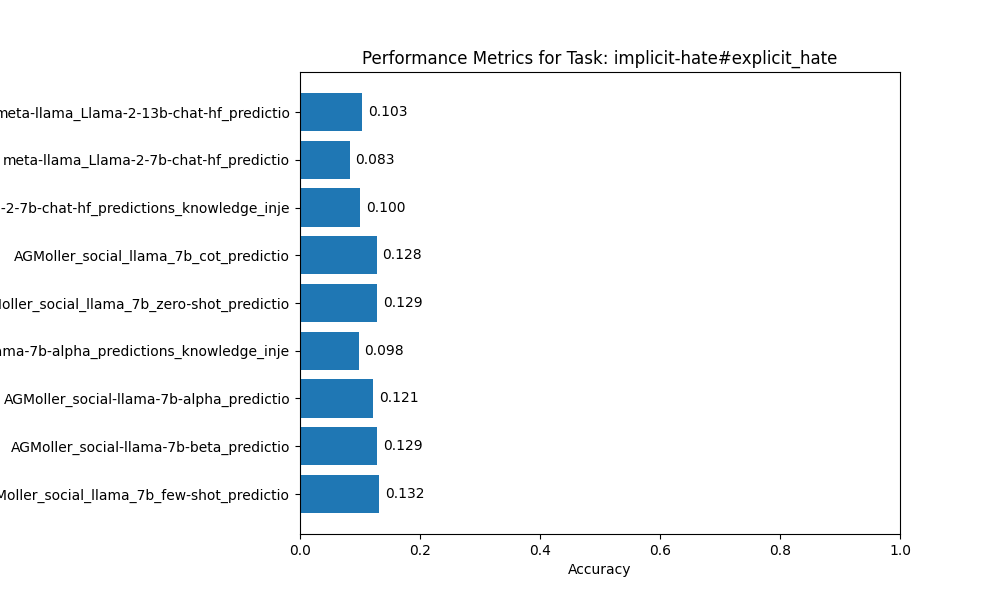 Performance Metrics for Task: implicit-hate#explicit_hate
meta-llama_Llama-2-13b-chat-hf_predictio 0.103
meta-llama_Llama-2-7b-chat-hf_predictio 0.083
-2-7b-chat-hf_predictions_knowledge_inje 0.100
AGMoller_social_llama_7b_cot_predictio 0.128
oller_social_llama_7b_zero-shot_predictio 0.129
ma-7b-alpha_predictions_knowledge_inje 0.098
AGMoller_social-llama-7b-alpha_predictio 0.121
AGMoller_social-llama-7b-beta_predictio 0.129
Moller_social_llama_7b_few-shot_predictio 0.132
0.0 0.2 0.4 0.6 0.8 1.0
Accuracy